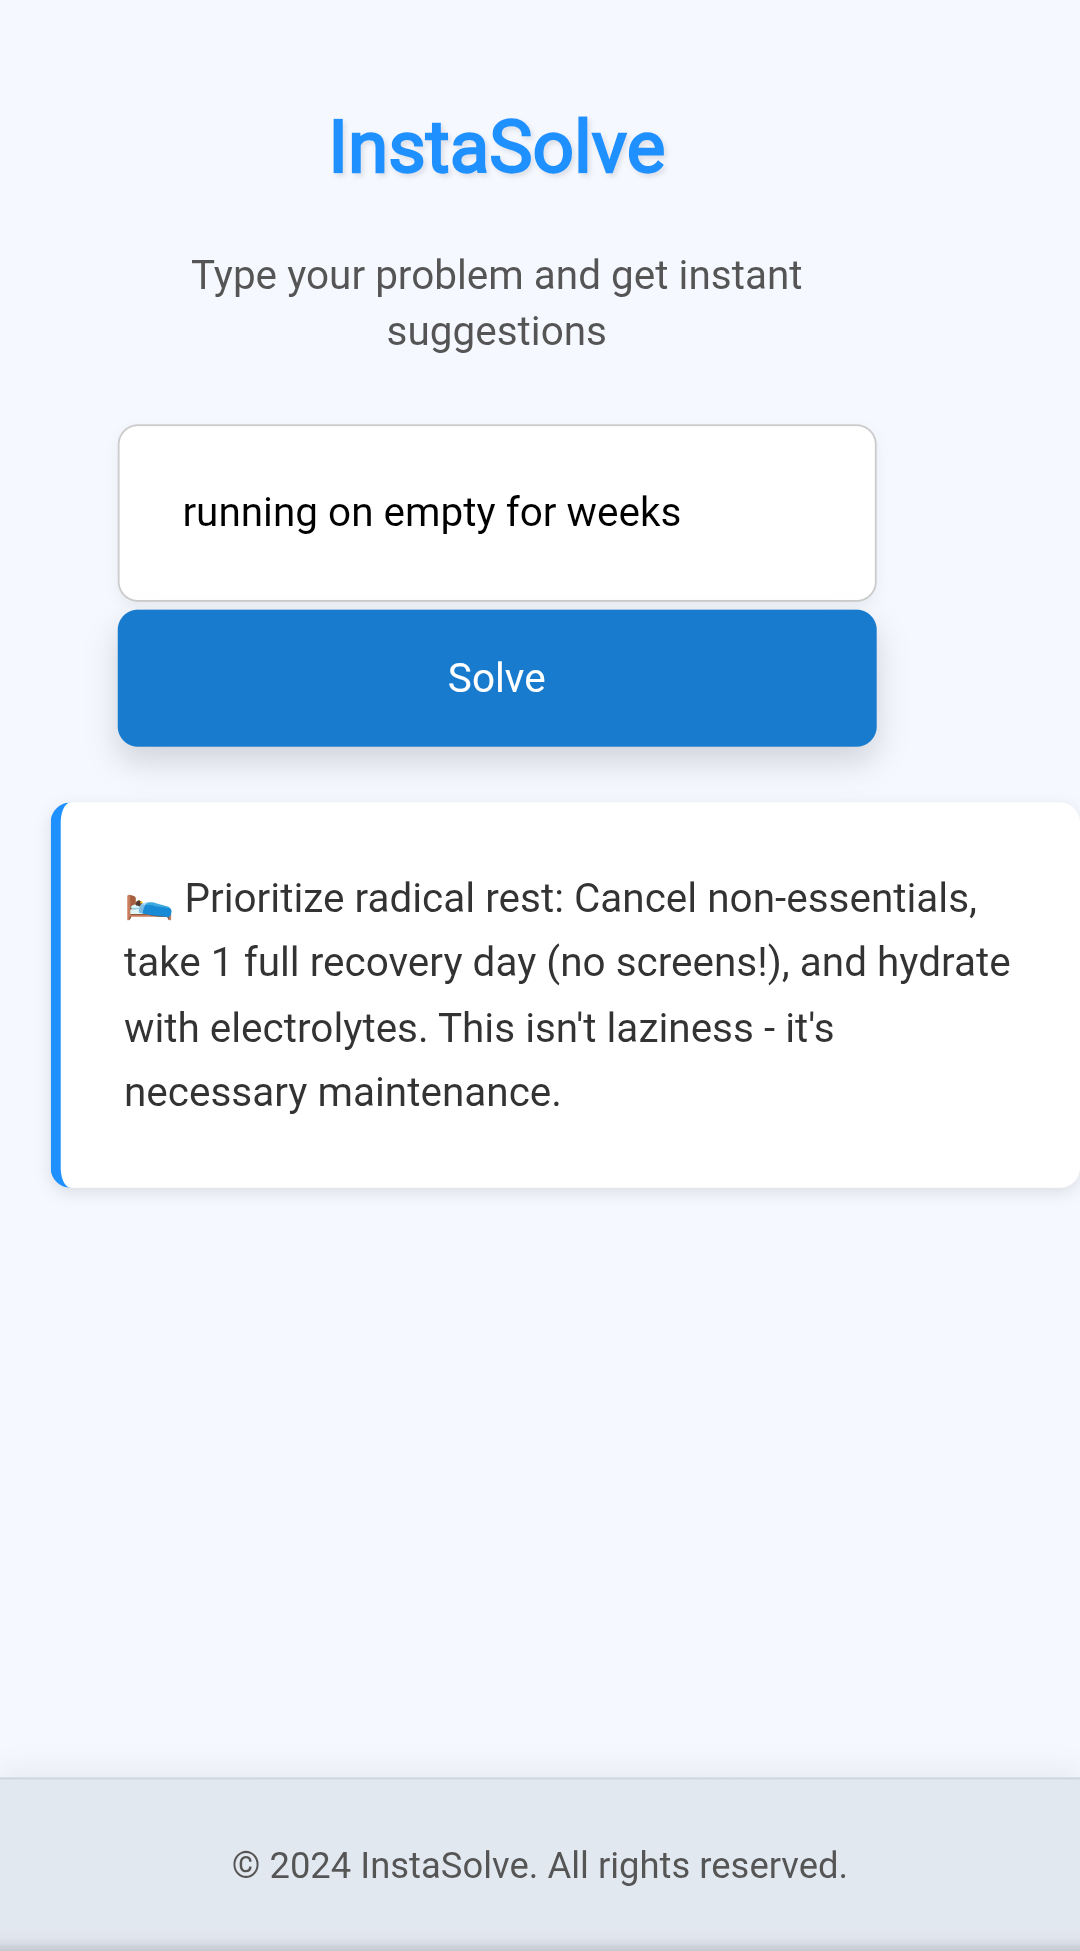 InstaSolve
Type your problem and get instant
suggestions
running on empty for weeks
Solve
🛌 Prioritize radical rest: Cancel non-essentials,
take 1 full recovery day (no screens!), and hydrate
with electrolytes. This isn't laziness - it's
necessary maintenance.
© 2024 InstaSolve. All rights reserved.